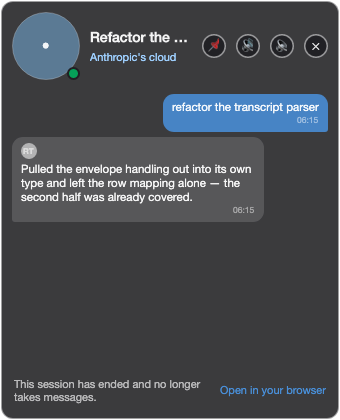 Refactor the ...
Anthropic's cloud
refactor the transcript parser
06:15
RT
Pulled the envelope handling out into its own
type and left the row mapping alone — the
second half was already covered.
06:15
This session has ended and no longer
takes messages.
Open in your browser